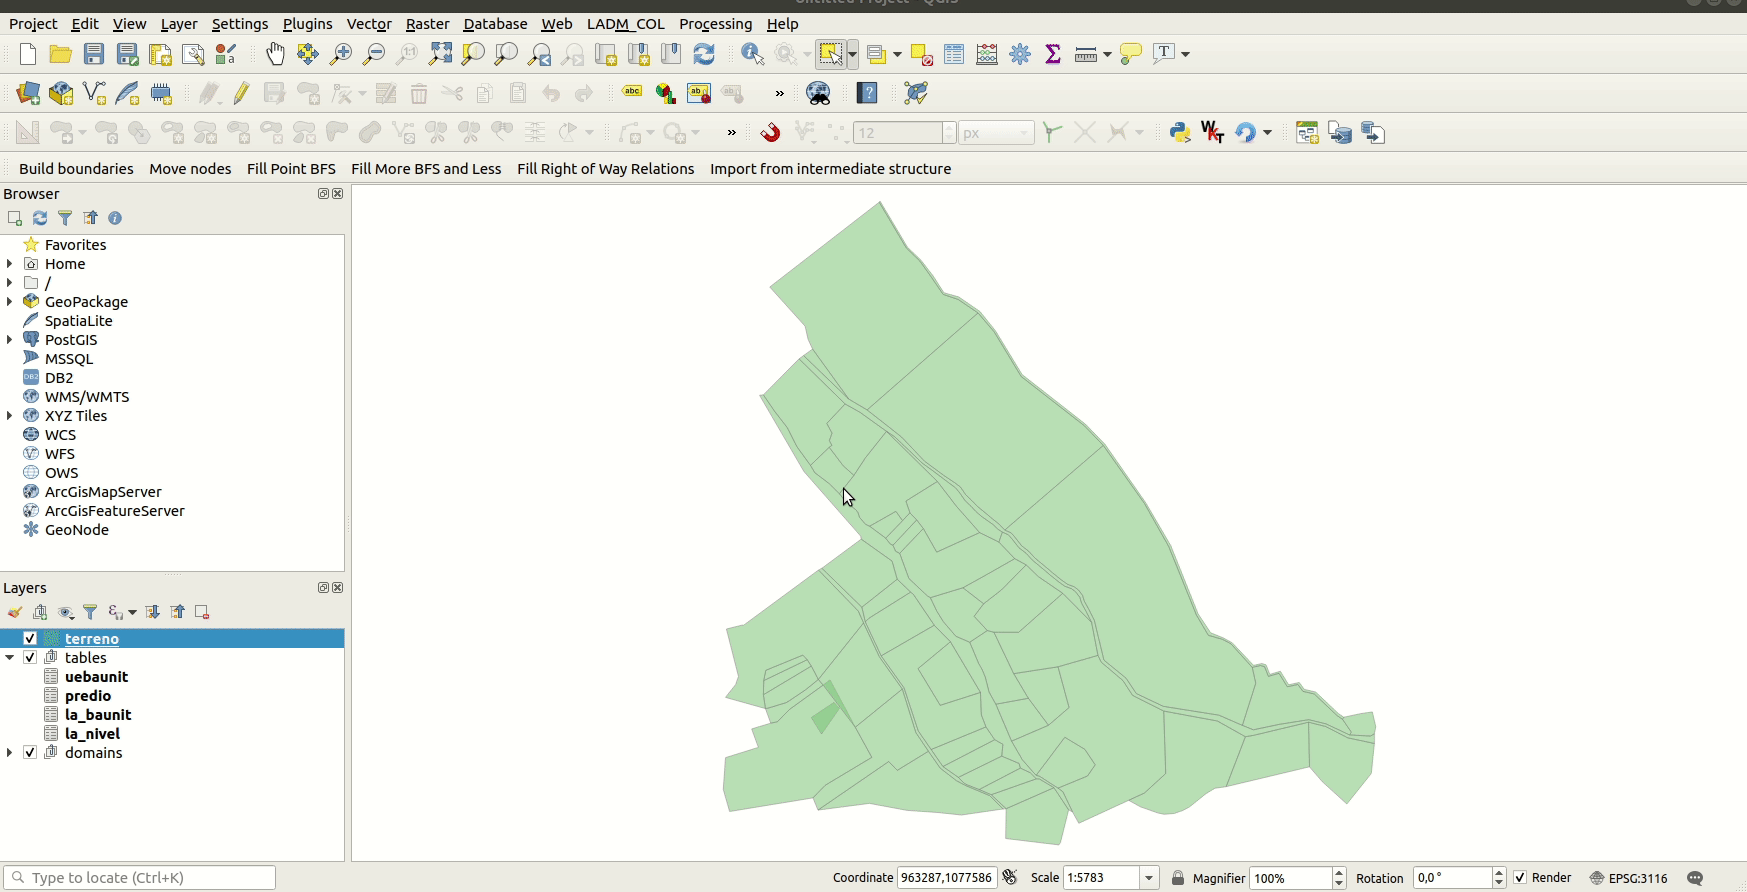 Project Edit View Layer Settings Plugins Vector Raster Database Web LADM_COL Processing Help
12 px
Build boundaries Move nodes Fill Point BFS Fill More BFS and Less Fill Right of Way Relations Import from intermediate structure
Browser
Favorites
Home
/
GeoPackage
SpatiaLite
PostGIS
MSSQL
DB2
WMS/WMTS
XYZ Tiles
WCS
WFS
OWS
ArcGisMapServer
ArcGisFeatureServer
GeoNode
Layers
terreno
tables
uebaunit
predio
la_baunit
la_nivel
domains
Type to locate (Ctrl+K) Coordinate 963287,1077586 Scale 1:5783 Magnifier 100% Rotation 0,0 ° Render EPSG:3116